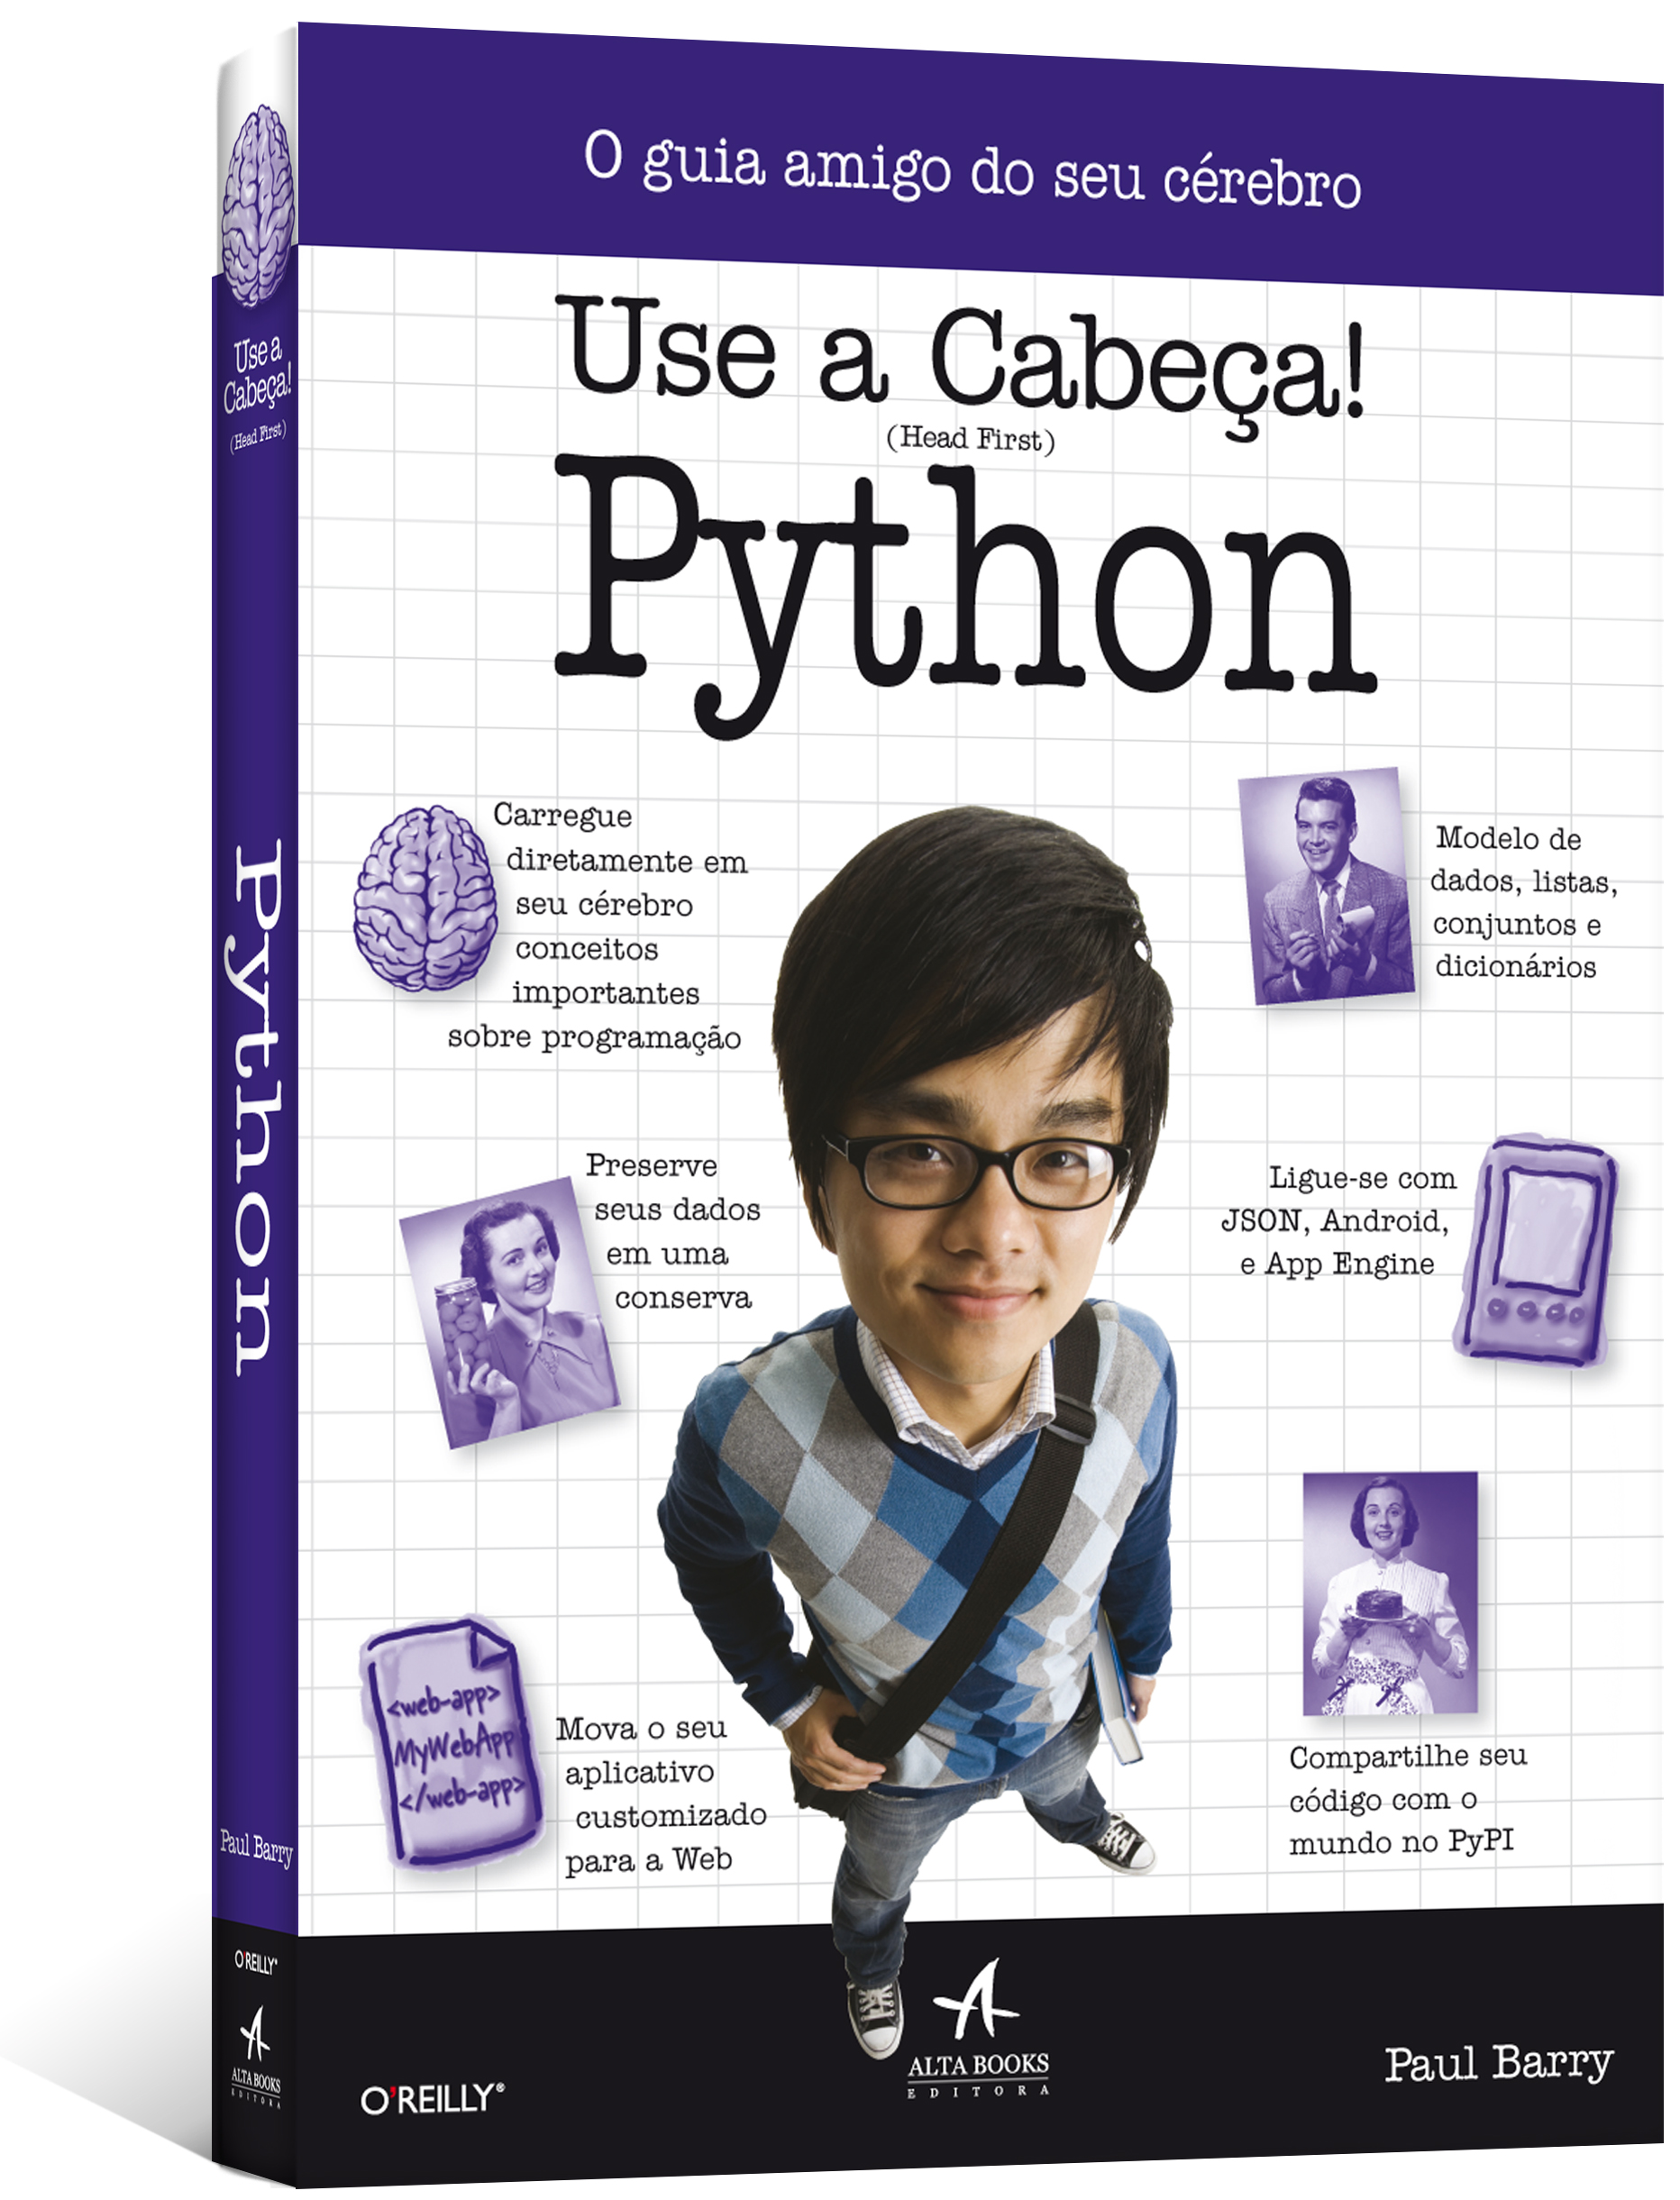 O guia amigo do seu cérebro
Use a Cabeça!
(Head First)
Python
Carregue
diretamente em
seu cérebro
conceitos
importantes
sobre programação
Modelo de
dados, listas,
conjuntos e
dicionários
Preserve
seus dados
em uma
conserva
Ligue-se com
JSON, Android,
e App Engine
<web-app>
MyWebApp
</web-app>
Mova o seu
aplicativo
customizado
para a Web
Compartilhe seu
código com o
mundo no PyPI
O'REILLY®
ALTA BOOKS
EDITORA
Paul Barry
Use a
Cabeça!
(Head First)
Python
Paul Barry
O'REILLY®
ALTA BOOKS
EDITORA